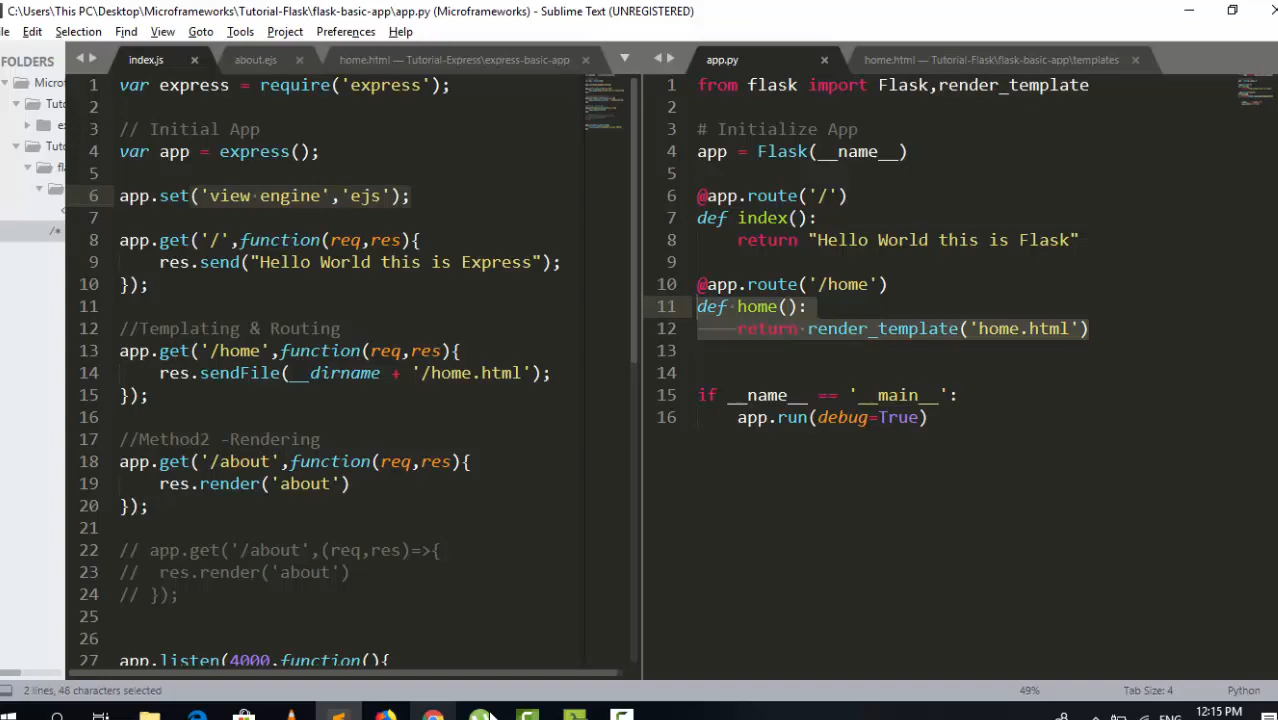 C:\Users\This PC\Desktop\Microframeworks\Tutorial-Flask\flask-basic-app\app.py (Microframeworks) - Sublime Text (UNREGISTERED)
Edit Selection Find View Goto Tools Project Preferences Help
FOLDERS
index.js
about.ejs
home.html — Tutorial-Express\express-basic-app
app.py
home.html — Tutorial-Flask\flask-basic-app\templates
Microf
Tuto
Tuto
/*
1 var express = require('express');
2
3 // Initial App
4 var app = express();
5
6 app.set('view engine','ejs');
7
8 app.get('/',function(req,res){
9 res.send("Hello World this is Express");
10 });
11
12 //Templating & Routing
13 app.get('/home',function(req,res){
14 res.sendFile(__dirname + '/home.html');
15 });
16
17 //Method2 -Rendering
18 app.get('/about',function(req,res){
19 res.render('about')
20 });
21
22 // app.get('/about',(req,res)=>{
23 // res.render('about')
24 // });
25
26
27 app.listen(4000,function(){
1 from flask import Flask,render_template
2
3 # Initialize App
4 app = Flask(__name__)
5
6 @app.route('/')
7 def index():
8 return "Hello World this is Flask"
9
10 @app.route('/home')
11 def home():
12 return render_template('home.html')
13
14
15 if __name__ == '__main__':
16 app.run(debug=True)
2 lines, 46 characters selected
49%
Tab Size: 4
Python
ENG
12:15 PM